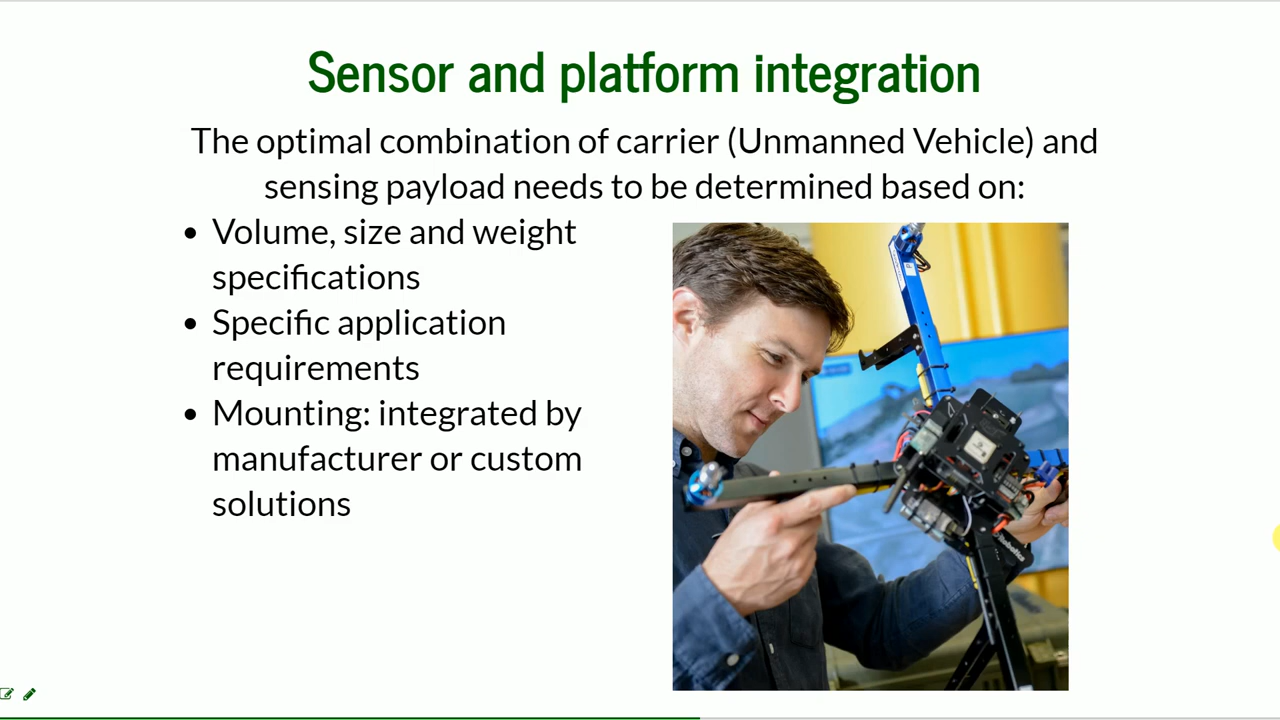 Sensor and platform integration
The optimal combination of carrier (Unmanned Vehicle) and
sensing payload needs to be determined based on:
• Volume, size and weight
specifications
• Specific application
requirements
• Mounting: integrated by
manufacturer or custom
solutions
Robotics